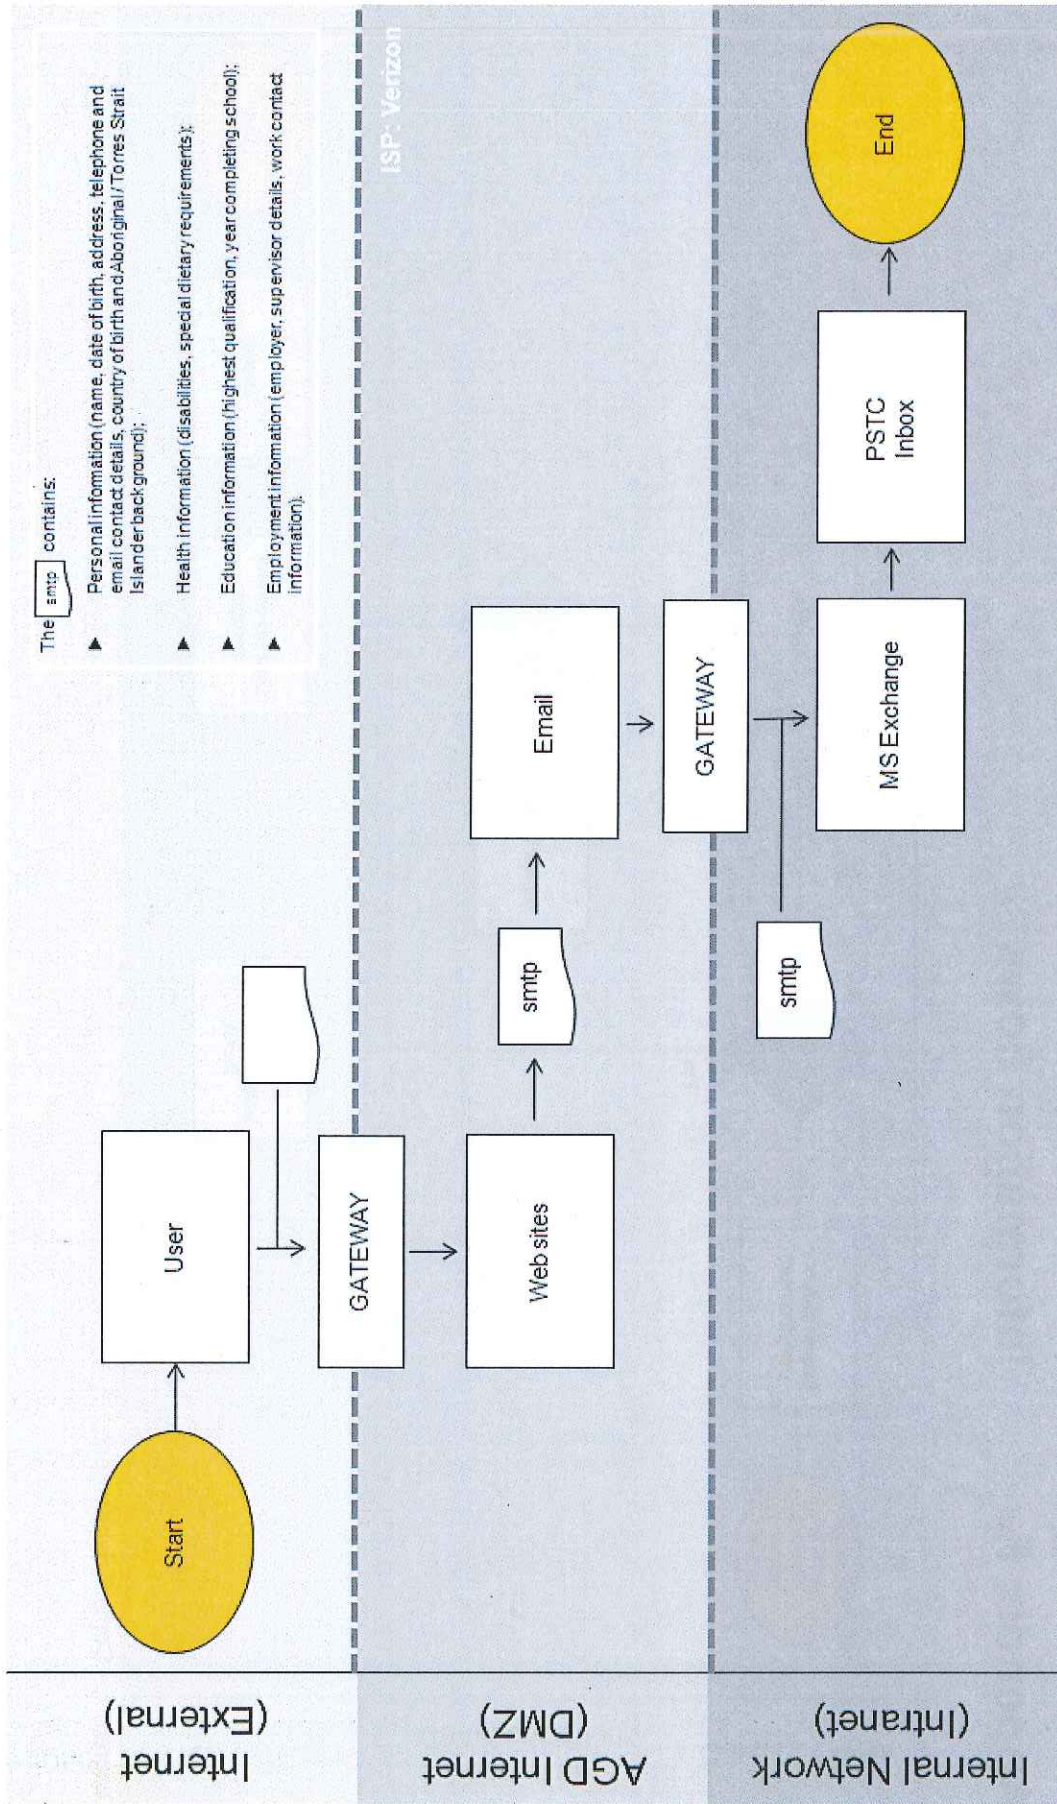 The smtp contains:
► Personal information (name, date of birth, address, telephone and
email contact details, country of birth and Aboriginal / Torres Strait
Islander background);
► Health information (disabilities, special dietary requirements);
► Education information (highest qualification, year completing school);
► Employment information (employer, supervisor details, work contact
information).
Internet
(External)
Start
User
GATEWAY
AGD Internet
(DMZ)
ISP: Verizon
Web sites
smtp
Email
GATEWAY
Internal Network
(Intranet)
smtp
MS Exchange
PSTC
Inbox
End